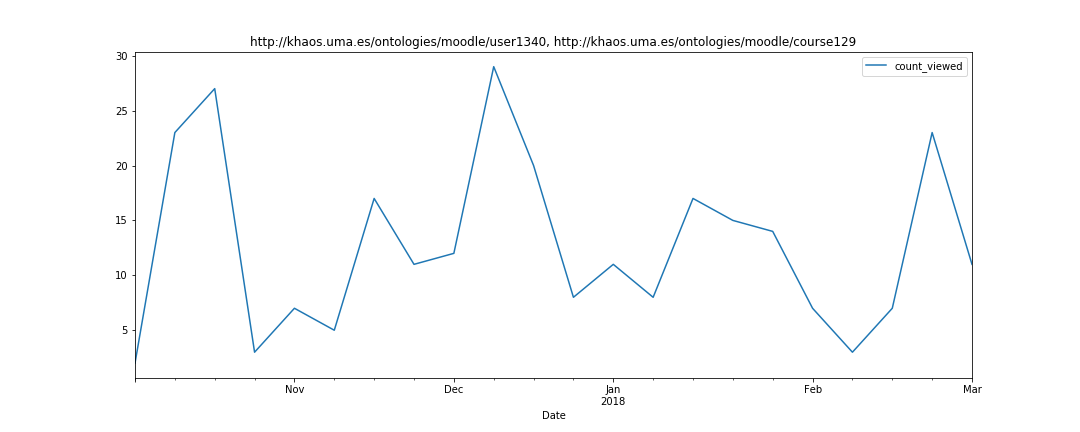 http://khaos.uma.es/ontologies/moodle/user1340, http://khaos.uma.es/ontologies/moodle/course129
count_viewed
30
25
20
15
10
5
Nov
Dec
Jan
2018
Feb
Mar
Date